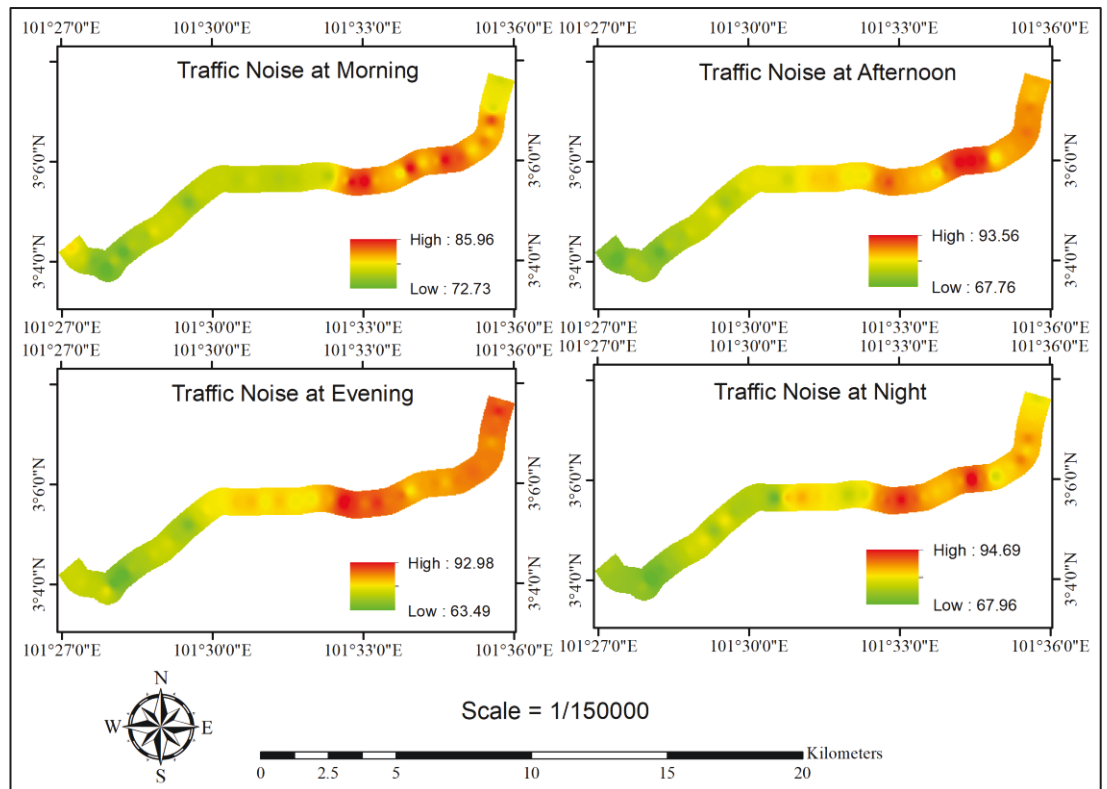 101°27'0"E 101°30'0"E 101°33'0"E 101°36'0"E
101°27'0"E 101°30'0"E 101°33'0"E 101°36'0"E
Traffic Noise at Morning
3°6'0"N
3°4'0"N
High : 85.96
Low : 72.73
3°6'0"N
3°4'0"N
Traffic Noise at Afternoon
3°6'0"N
3°4'0"N
High : 93.56
Low : 67.76
3°6'0"N
3°4'0"N
101°27'0"E 101°30'0"E 101°33'0"E 101°36'0"E
101°27'0"E 101°30'0"E 101°33'0"E 101°36'0"E
101°27'0"E 101°30'0"E 101°33'0"E 101°36'0"E
101°27'0"E 101°30'0"E 101°33'0"E 101°36'0"E
Traffic Noise at Evening
3°6'0"N
3°4'0"N
High : 92.98
Low : 63.49
3°6'0"N
3°4'0"N
Traffic Noise at Night
3°6'0"N
3°4'0"N
High : 94.69
Low : 67.96
3°6'0"N
3°4'0"N
101°27'0"E 101°30'0"E 101°33'0"E 101°36'0"E
101°27'0"E 101°30'0"E 101°33'0"E 101°36'0"E
N
W E
S
Scale = 1/150000
Kilometers
0 2.5 5 10 15 20